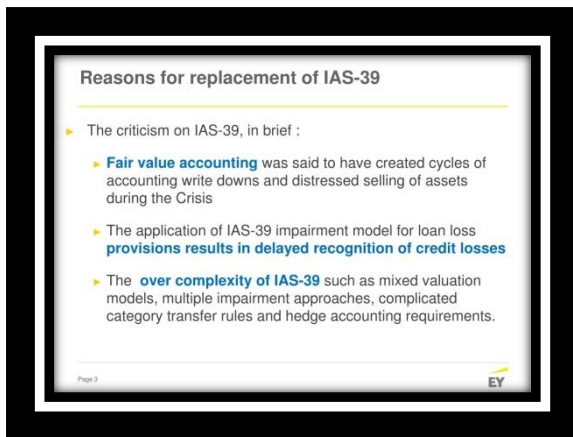 Reasons for replacement of IAS-39
► The criticism on IAS-39, in brief :
► Fair value accounting was said to have created cycles of
accounting write downs and distressed selling of assets
during the Crisis
► The application of IAS-39 impairment model for loan loss
provisions results in delayed recognition of credit losses
► The over complexity of IAS-39 such as mixed valuation
models, multiple impairment approaches, complicated
category transfer rules and hedge accounting requirements.
Page 3
EY